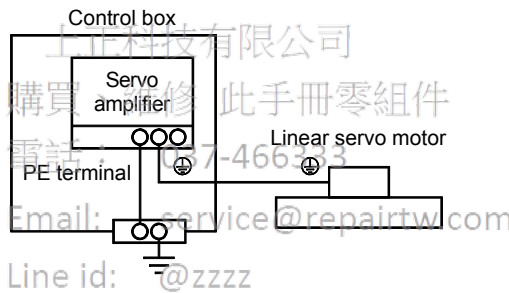 Control box
上正科技有限公司
Servo
amplifier
購買、維修 此手冊零組件
Linear servo motor
電話： 037-466333
PE terminal
Email: service@repairtw.com
Line id: @zzzz